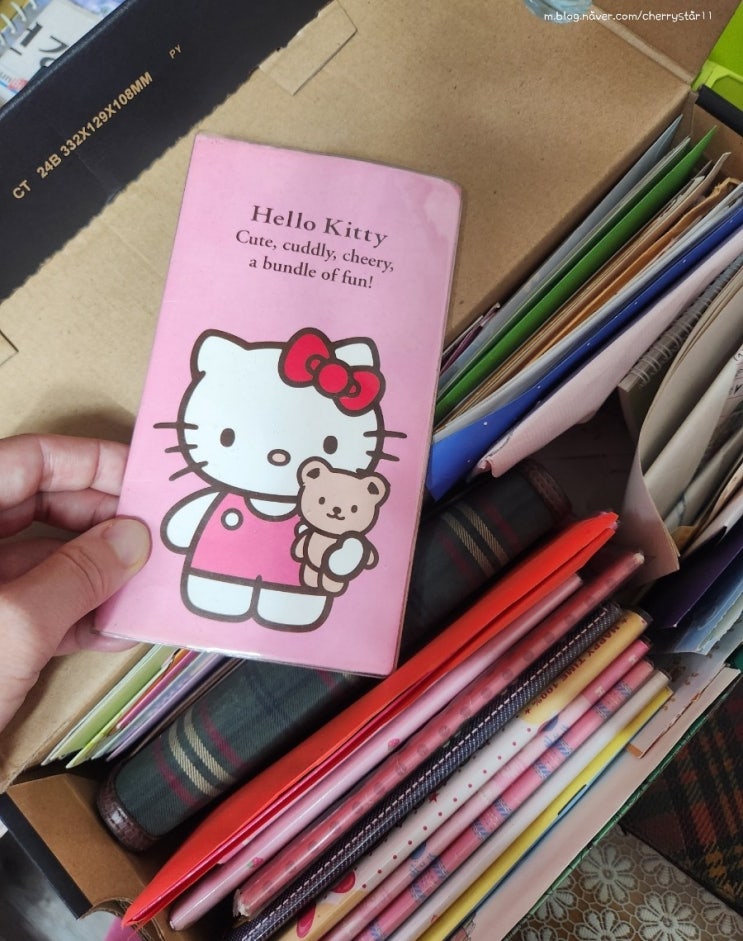 m.blog.naver.com/cherrystar11
CT 24B 332X129X108MM PY
Hello Kitty
Cute, cuddly, cheery,
a bundle of fun!